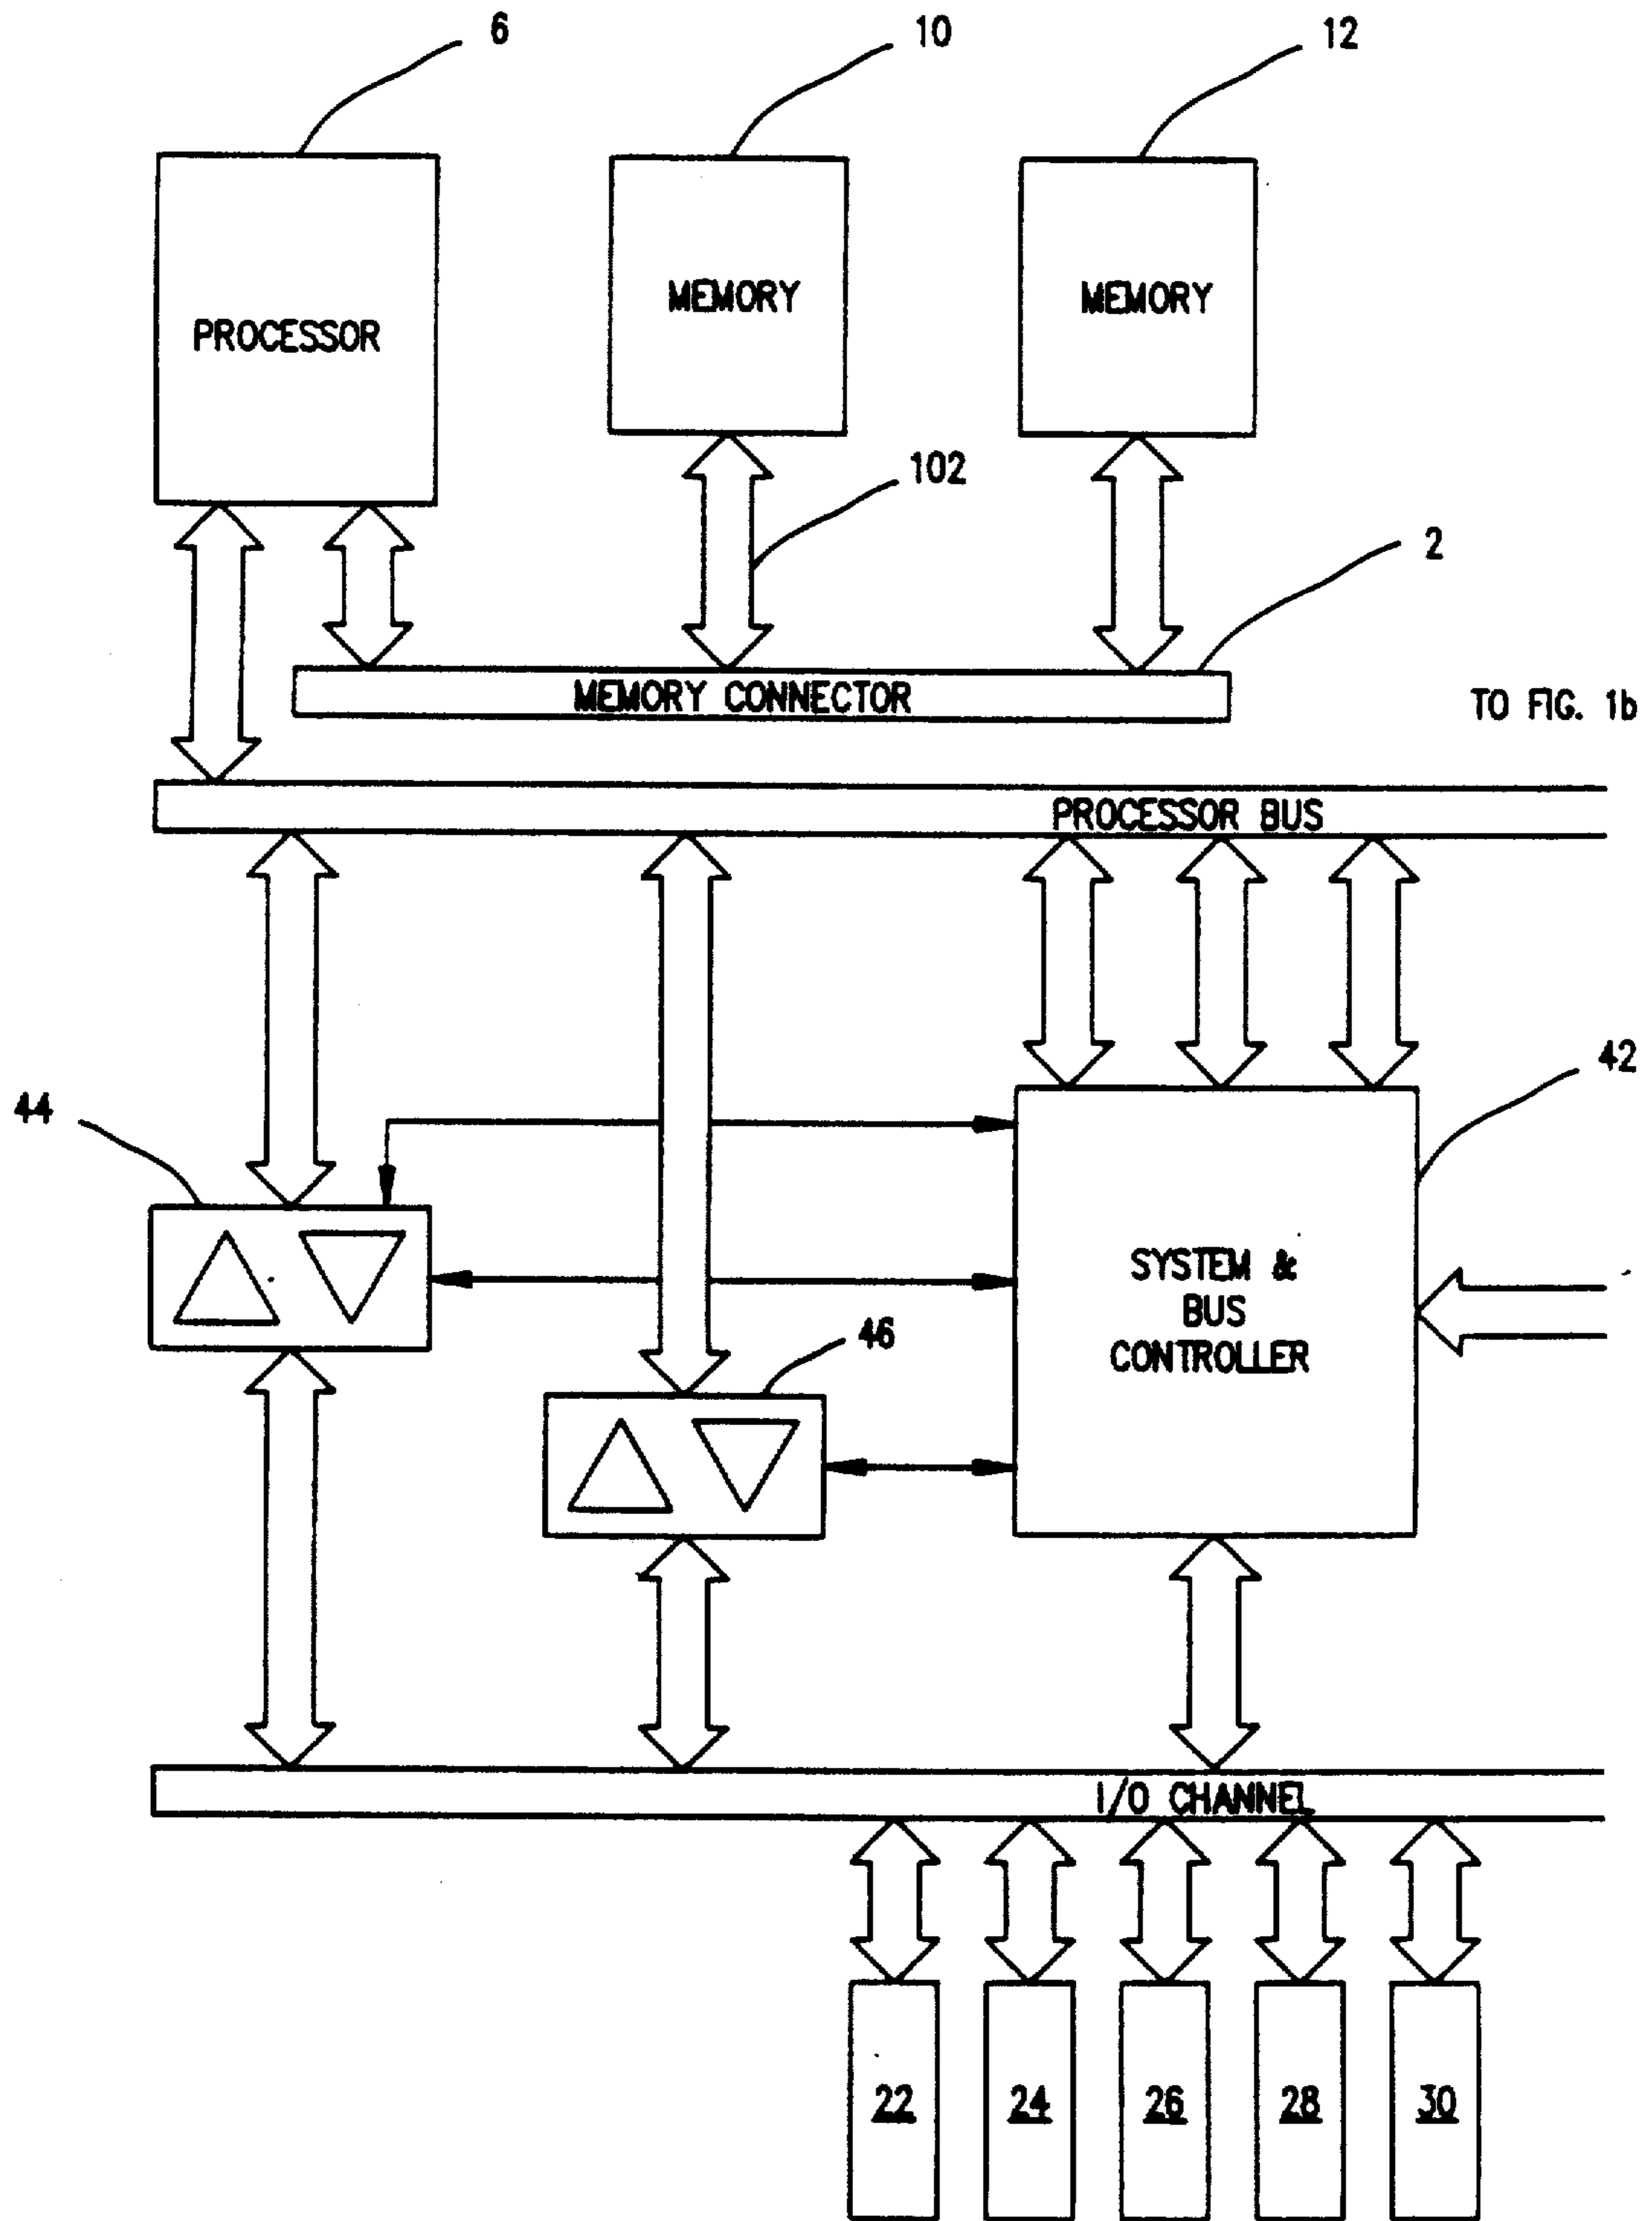 6
10
12
PROCESSOR
MEMORY
MEMORY
102
2
MEMORY CONNECTOR
TO FIG. 1b
PROCESSOR BUS
44
42
SYSTEM &
BUS
CONTROLLER
46
I/O CHANNEL
22
24
26
28
30